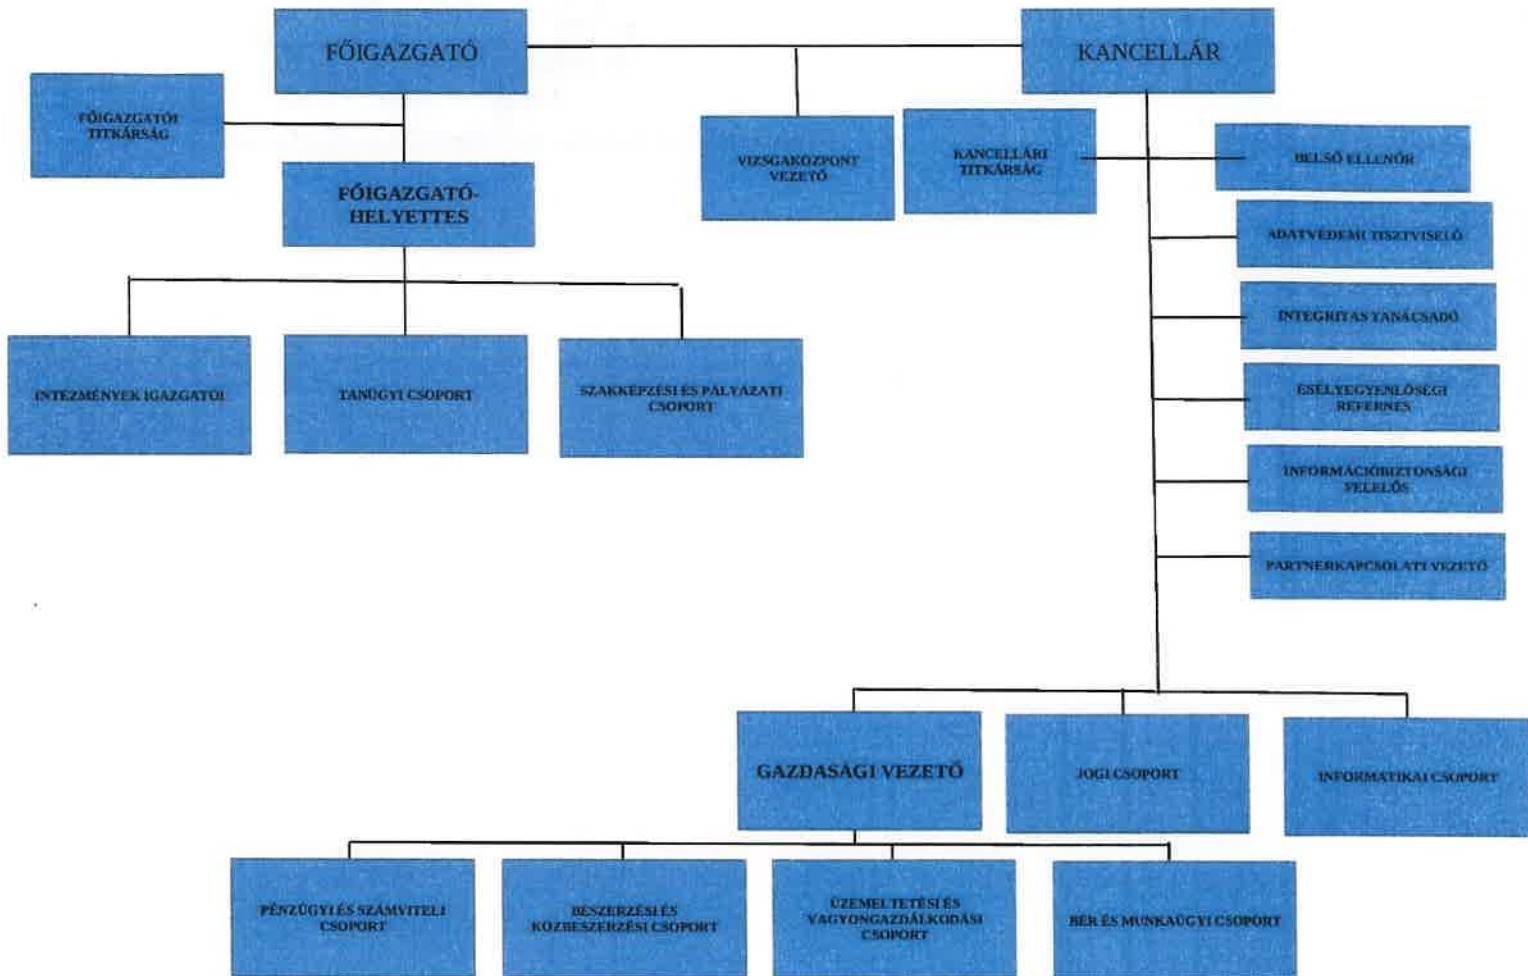 FŐIGAZGATÓ
KANCELLÁR
FŐIGAZGATÓI
TITKÁRSÁG
VIZSGAKÖZPONT
VEZETŐ
KANCELLÁRI
TITKÁRSÁG
BELSŐ ELLENŐR
FŐIGAZGATÓ-
HELYETTES
ADATVÉDEMI TISZTVISELŐ
INTEGRITÁS TANÁCSADÓ
INTÉZMÉNYEK IGAZGATÓI
TANÜGYI CSOPORT
SZAKKÉPZÉSI ÉS PÁLYÁZATI
CSOPORT
ESÉLYEGYENLŐSÉGI
REFERNES
INFORMÁCIÓBIZTONSÁGI
FELELŐS
PARTNERKAPCSOLATI VEZETŐ
GAZDASÁGI VEZETŐ
JOGI CSOPORT
INFORMATIKAI CSOPORT
PÉNZÜGYI ÉS SZÁMVITELI
CSOPORT
BESZERZÉSI ÉS
KÖZBESZERZÉSI CSOPORT
ÜZEMELTETÉSI ÉS
VAGYONGAZDÁLKODÁSI
CSOPORT
BÉR ÉS MUNKAÜGYI CSOPORT